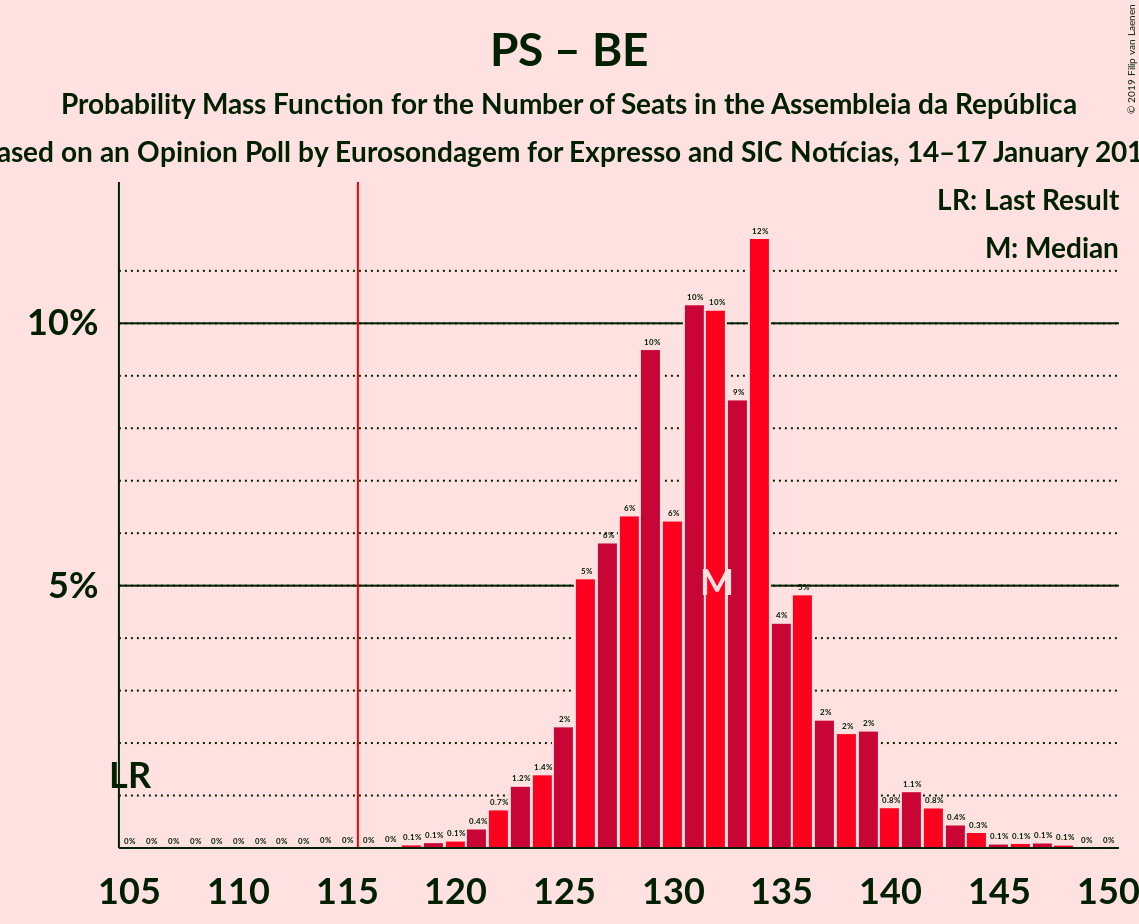 © 2019 Filip van Laenen
PS – BE
Probability Mass Function for the Number of Seats in the Assembleia da República
ased on an Opinion Poll by Eurosondagem for Expresso and SIC Notícias, 14–17 January 201
LR: Last Result
M: Median
10%
5%
LR
M
0% 0% 0% 0% 0% 0% 0% 0% 0% 0% 0% 0% 0% 0.1% 0.1% 0.1% 0.4% 0.7% 1.2% 1.4% 2% 5% 6% 6% 10% 6% 10% 10% 9% 12% 4% 5% 2% 2% 2% 0.8% 1.1% 0.8% 0.4% 0.3% 0.1% 0.1% 0.1% 0.1% 0% 0%
105 110 115 120 125 130 135 140 145 150